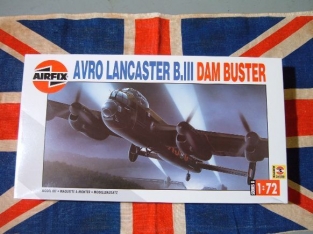 AIRFIX
AVRO LANCASTER B.III DAM BUSTER
1:72